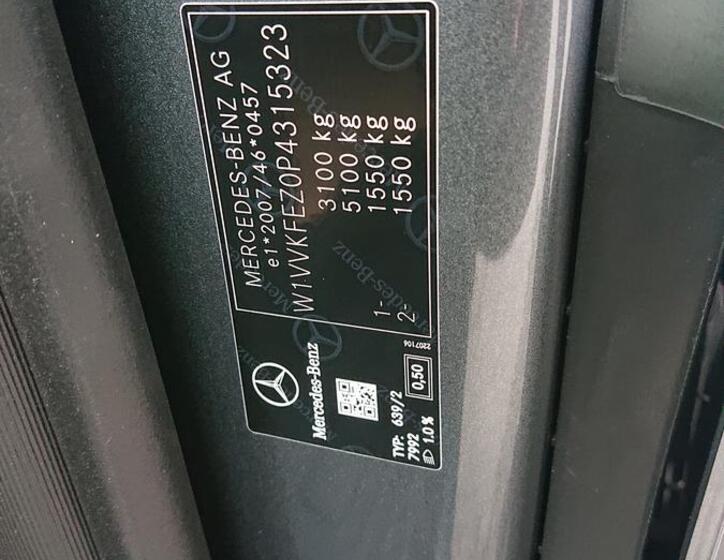 MERCEDES-BENZ AG
e1*2007/46*0457
W1VVKFEZ0P4315323
3100 kg
5100 kg
1- 1550 kg
2- 1550 kg
Mercedes-Benz
2207106
TYP: 639/2
7992
1.0 %
0,50